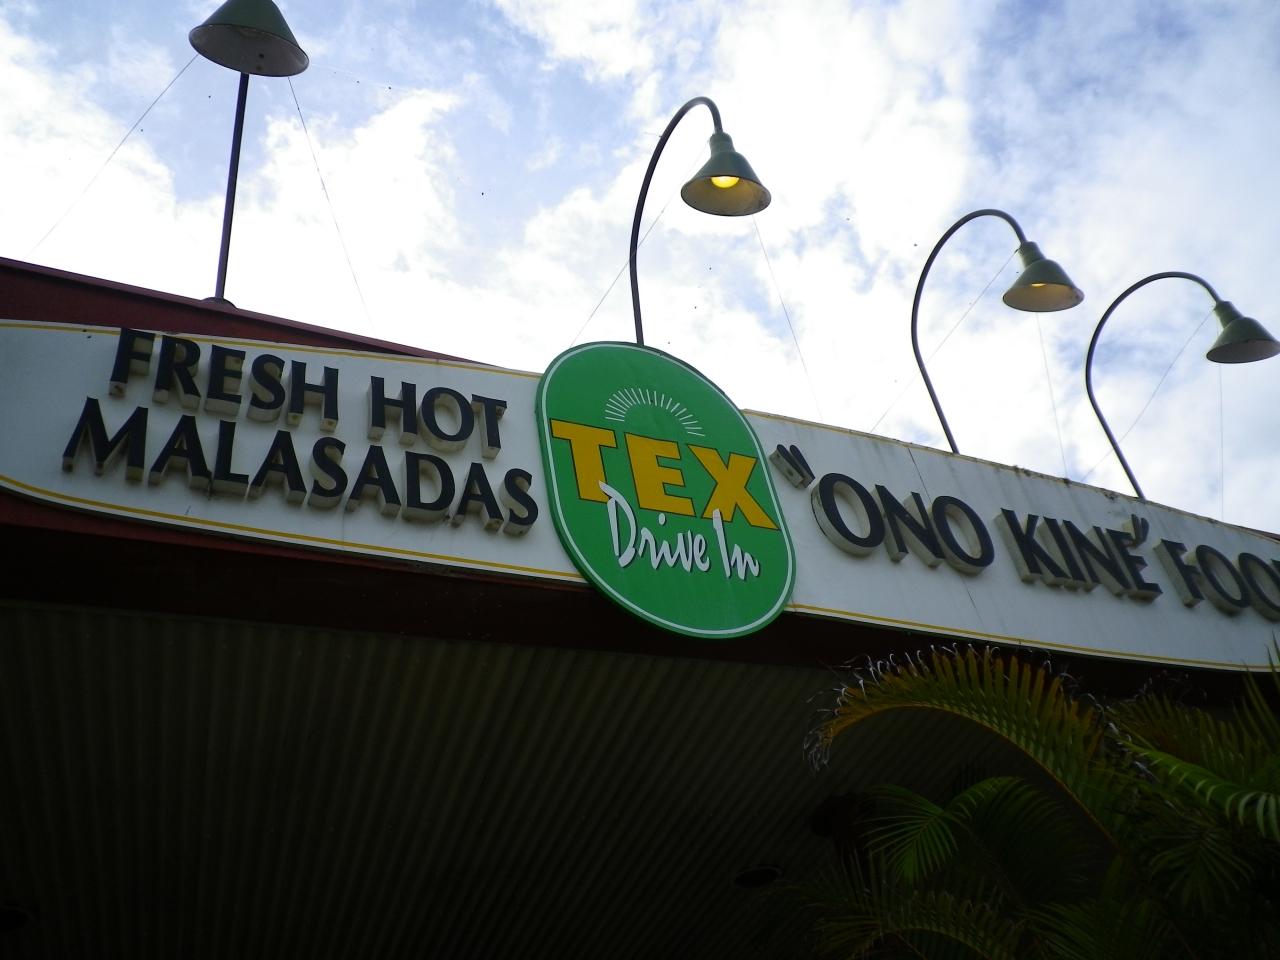 FRESH HOT
MALASADAS
TEX
Drive In
"ONO KINE"